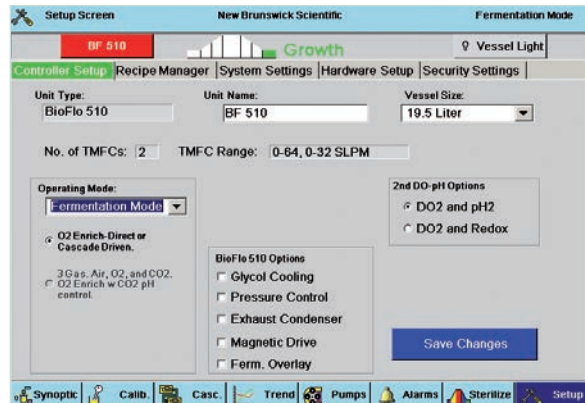 Setup Screen New Brunswick Scientific Fermentation Mode
BF 510 Growth Vessel Light
Controller Setup Recipe Manager System Settings Hardware Setup Security Settings
Unit Type: Unit Name: Vessel Size:
BioFlo 510 BF 510 19.5 Liter
No. of TMFCs: 2 TMFC Range: 0-64, 0-32 SLPM
Operating Mode: 2nd DO-pH Options
Fermentation Mode DO2 and pH2
DO2 and Redox
O2 Enrich-Direct or
Cascade Driven.
3 Gas. Air, O2, and CO2.
O2 Enrich w CO2 pH
control.
BioFlo 510 Options
Glycol Cooling
Pressure Control
Exhaust Condenser
Magnetic Drive
Ferm. Overlay
Save Changes
Synoptic Calib. Casc. Trend Pumps Alarms Sterilize Setup